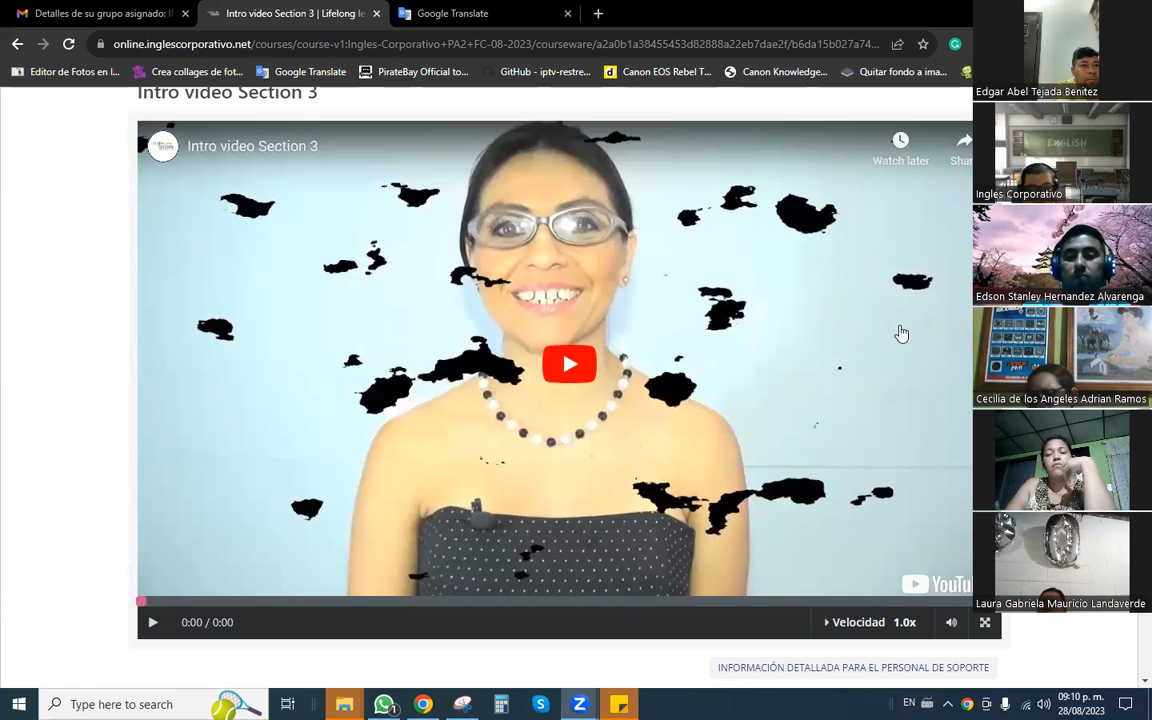 Detalles de su grupo asignado: I
Intro video Section 3 | Lifelong le
Google Translate
online.inglescorporativo.net/courses/course-v1:Ingles-Corporativo+PA2+FC-08-2023/courseware/a2a0b1a38455453d82888a22eb7dae2f/b6da15b027a74...
Editor de Fotos en l...
Crea collages de fot...
Google Translate
PirateBay Official to...
GitHub - iptv-restre...
Canon EOS Rebel T...
Canon Knowledge...
Quitar fondo a ima...
Intro video Section 3
Intro video Section 3
Watch later
Shar
YouTu
0:00 / 0:00
Velocidad 1.0x
INFORMACIÓN DETALLADA PARA EL PERSONAL DE SOPORTE
Edgar Abel Tejada Benitez
ENGLISH
Ingles Corporativo
Edson Stanley Hernandez Alvarenga
Cecilia de los Angeles Adrian Ramos
Laura Gabriela Mauricio Landaverde
Type here to search
1
EN
09:10 p. m.
28/08/2023